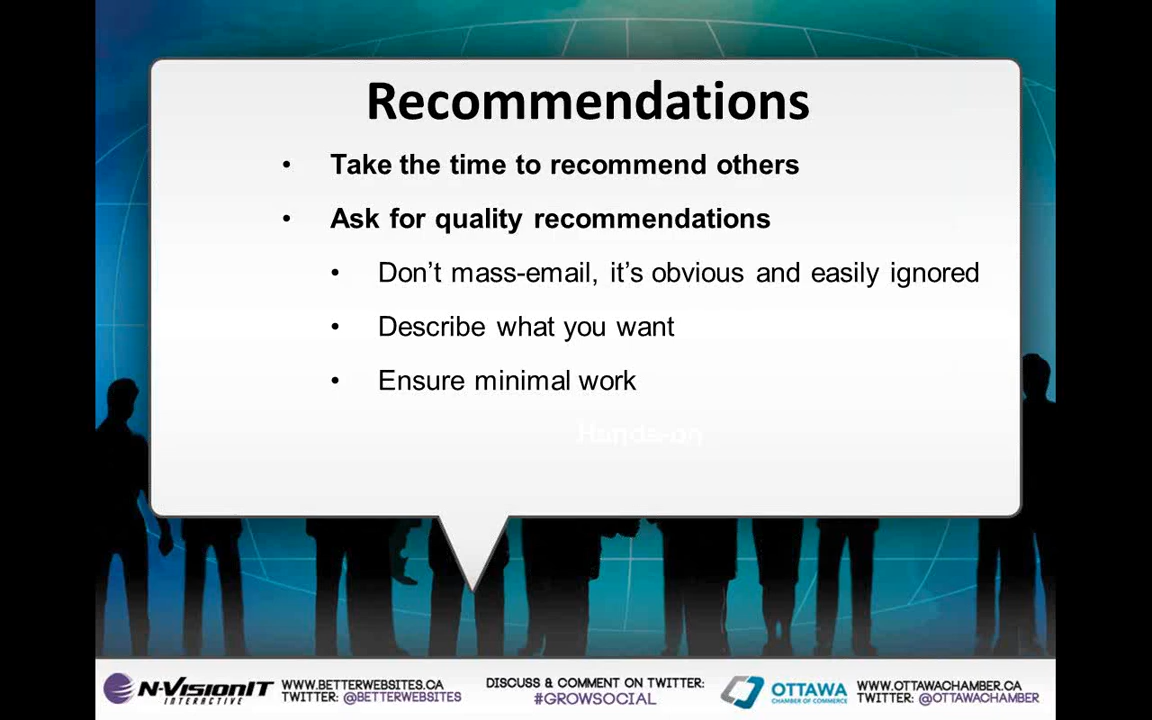 Recommendations
• Take the time to recommend others
• Ask for quality recommendations
• Don’t mass-email, it’s obvious and easily ignored
• Describe what you want
• Ensure minimal work
Hands-on
N-VISIONIT
INTERACTIVE
WWW.BETTERWEBSITES.CA
TWITTER: @BETTERWEBSITES
DISCUSS & COMMENT ON TWITTER:
#GROWSOCIAL
OTTAWA
CHAMBER OF COMMERCE
WWW.OTTAWACHAMBER.CA
TWITTER: @OTTAWACHAMBER